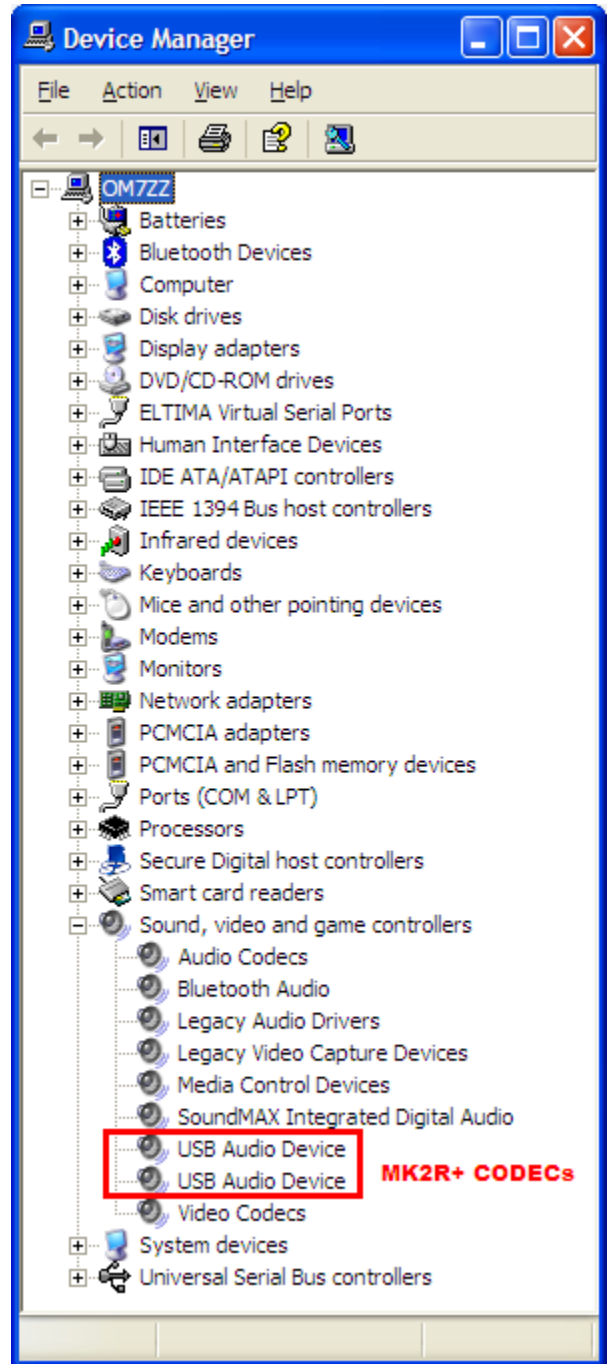 Device Manager
File Action View Help
OM7ZZ
Batteries
Bluetooth Devices
Computer
Disk drives
Display adapters
DVD/CD-ROM drives
ELTIMA Virtual Serial Ports
Human Interface Devices
IDE ATA/ATAPI controllers
IEEE 1394 Bus host controllers
Infrared devices
Keyboards
Mice and other pointing devices
Modems
Monitors
Network adapters
PCMCIA adapters
PCMCIA and Flash memory devices
Ports (COM & LPT)
Processors
Secure Digital host controllers
Smart card readers
Sound, video and game controllers
Audio Codecs
Bluetooth Audio
Legacy Audio Drivers
Legacy Video Capture Devices
Media Control Devices
SoundMAX Integrated Digital Audio
USB Audio Device
USB Audio Device MK2R+ CODECs
Video Codecs
System devices
Universal Serial Bus controllers